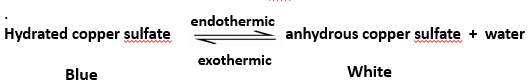 .
endothermic
Hydrated copper sulfate anhydrous copper sulfate + water
exothermic
Blue White